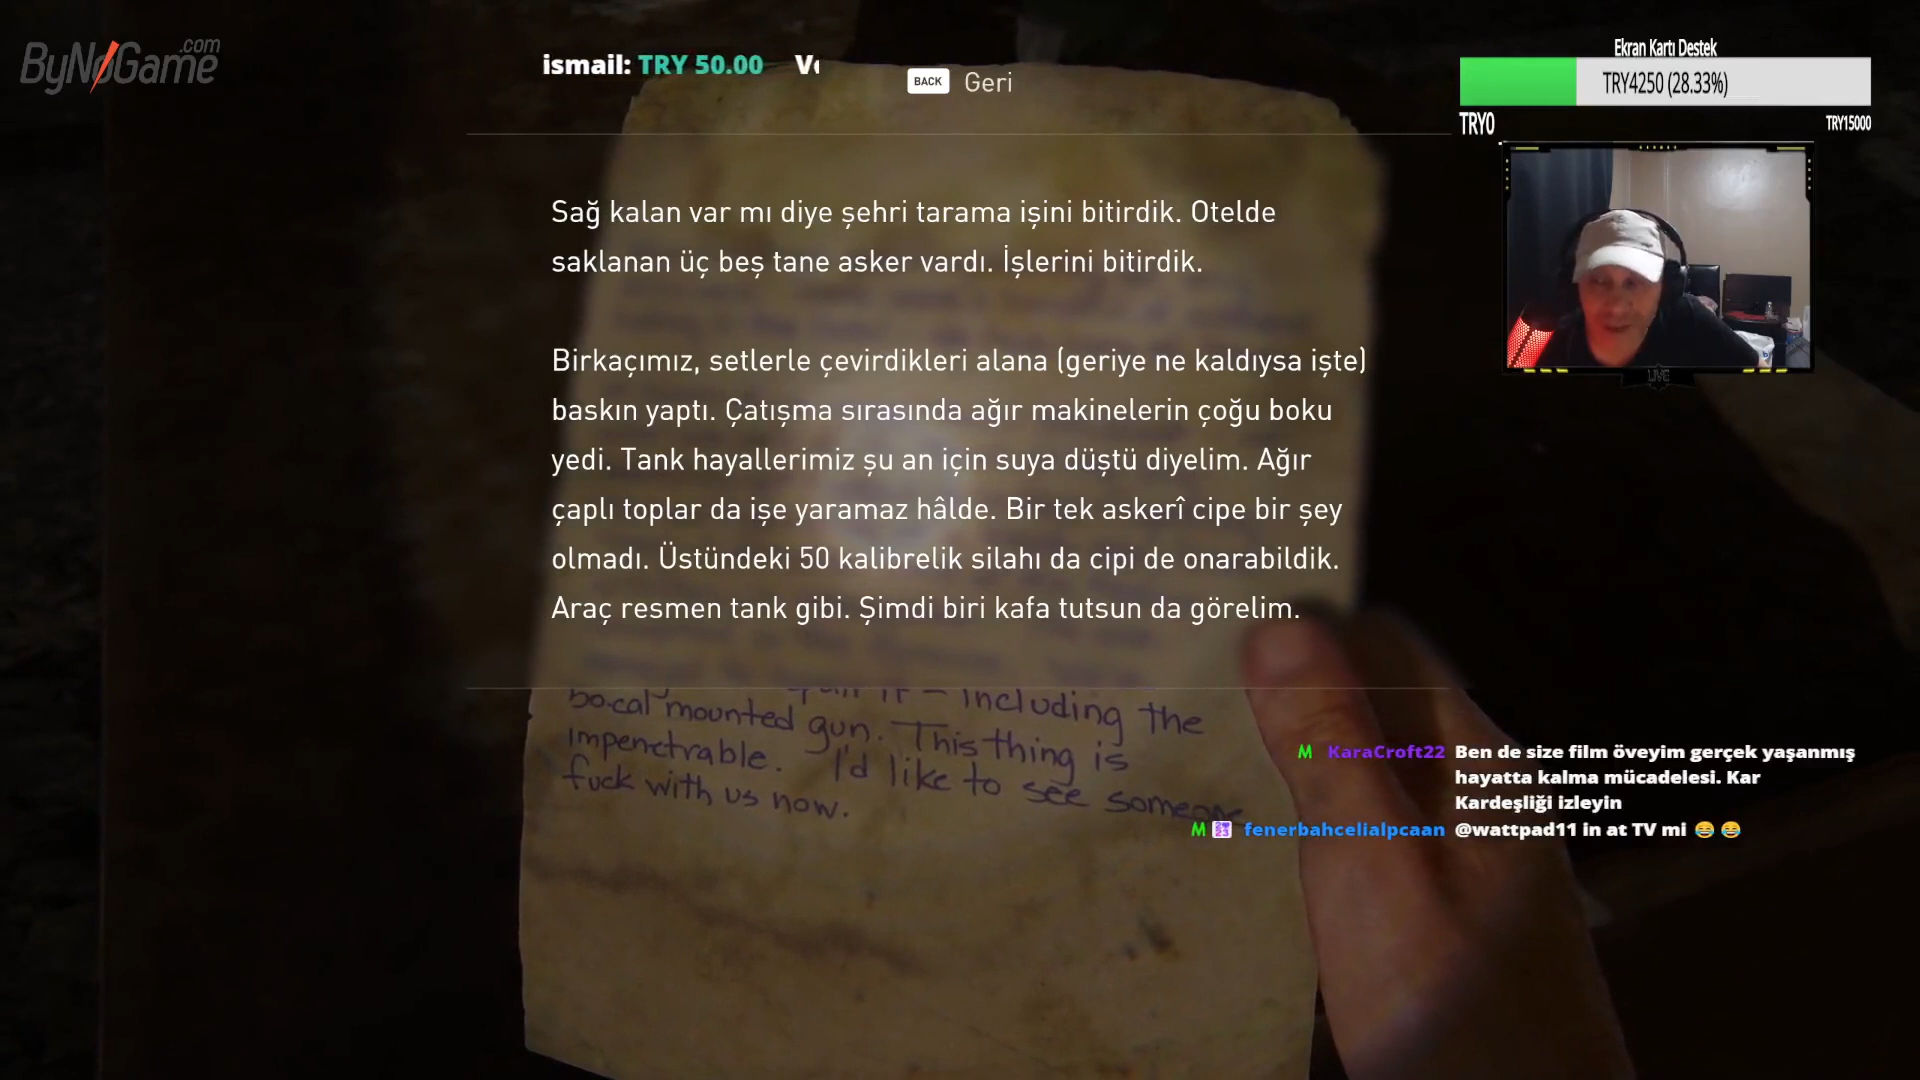 ByNoGame.com
ismail: TRY 50.00
BACK Geri
Ekran Kartı Destek
TRY4250 (28.33%)
TRY0 TRY15000
LIVE
Sağ kalan var mı diye şehri tarama işini bitirdik. Otelde
saklanan üç beş tane asker vardı. İşlerini bitirdik.
Birkaçımız, setlerle çevirdikleri alana (geriye ne kaldıysa işte)
baskın yaptı. Çatışma sırasında ağır makinelerin çoğu boku
yedi. Tank hayallerimiz şu an için suya düştü diyelim. Ağır
çaplı toplar da işe yaramaz hâlde. Bir tek askerî cipe bir şey
olmadı. Üstündeki 50 kalibrelik silahı da cipi de onarabildik.
Araç resmen tank gibi. Şimdi biri kafa tutsun da görelim.
it - including the
50.cal mounted gun. This thing is
impenetrable. I'd like to see someone
fuck with us now.
KaraCroft22 Ben de size film öveyim gerçek yaşanmış
hayatta kalma mücadelesi. Kar
Kardeşliği izleyin
fenerbahcelialpcaan @wattpad11 in at TV mi 😂 😂